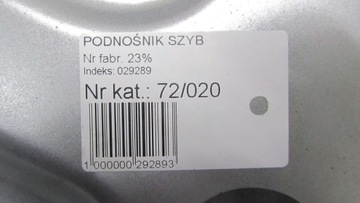 PODNOŚNIK SZYB
Nr fabr. 23%
Indeks: 029289
Nr kat.: 72/020
1 000000 292893